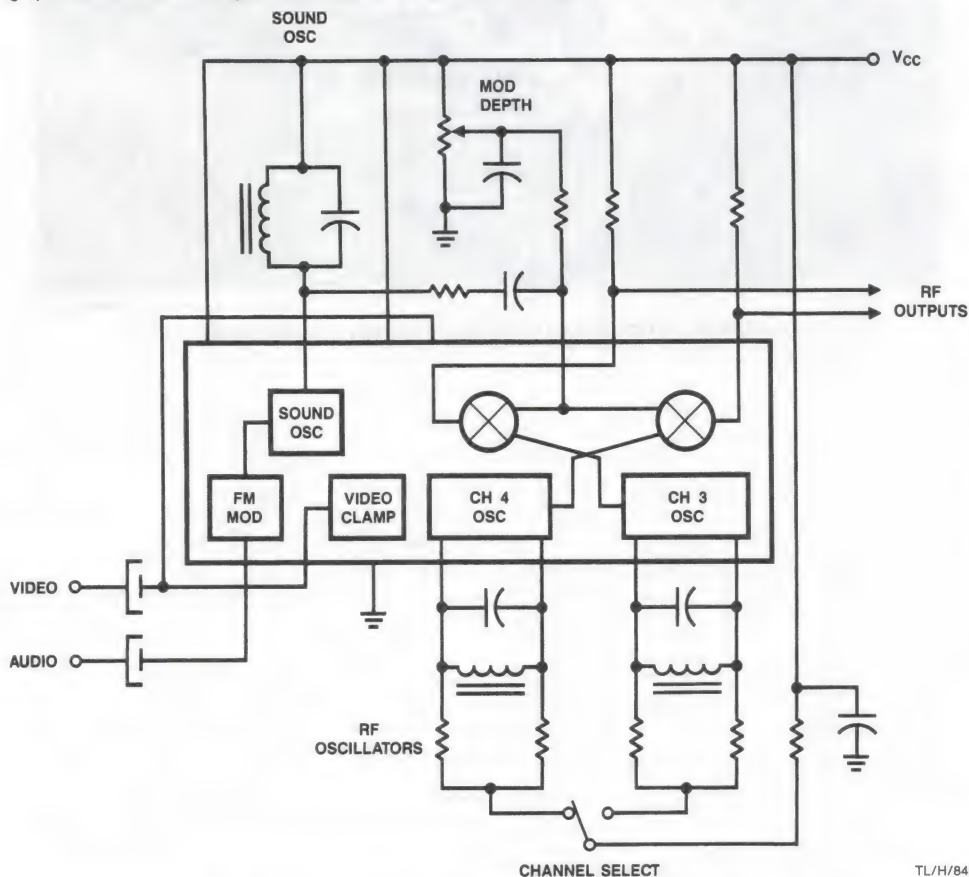 SOUND
OSC
VCC
MOD
DEPTH
RF
OUTPUTS
SOUND
OSC
FM
MOD
VIDEO
CLAMP
CH 4
OSC
CH 3
OSC
VIDEO
AUDIO
RF
OSCILLATORS
CHANNEL SELECT
TL/H/84